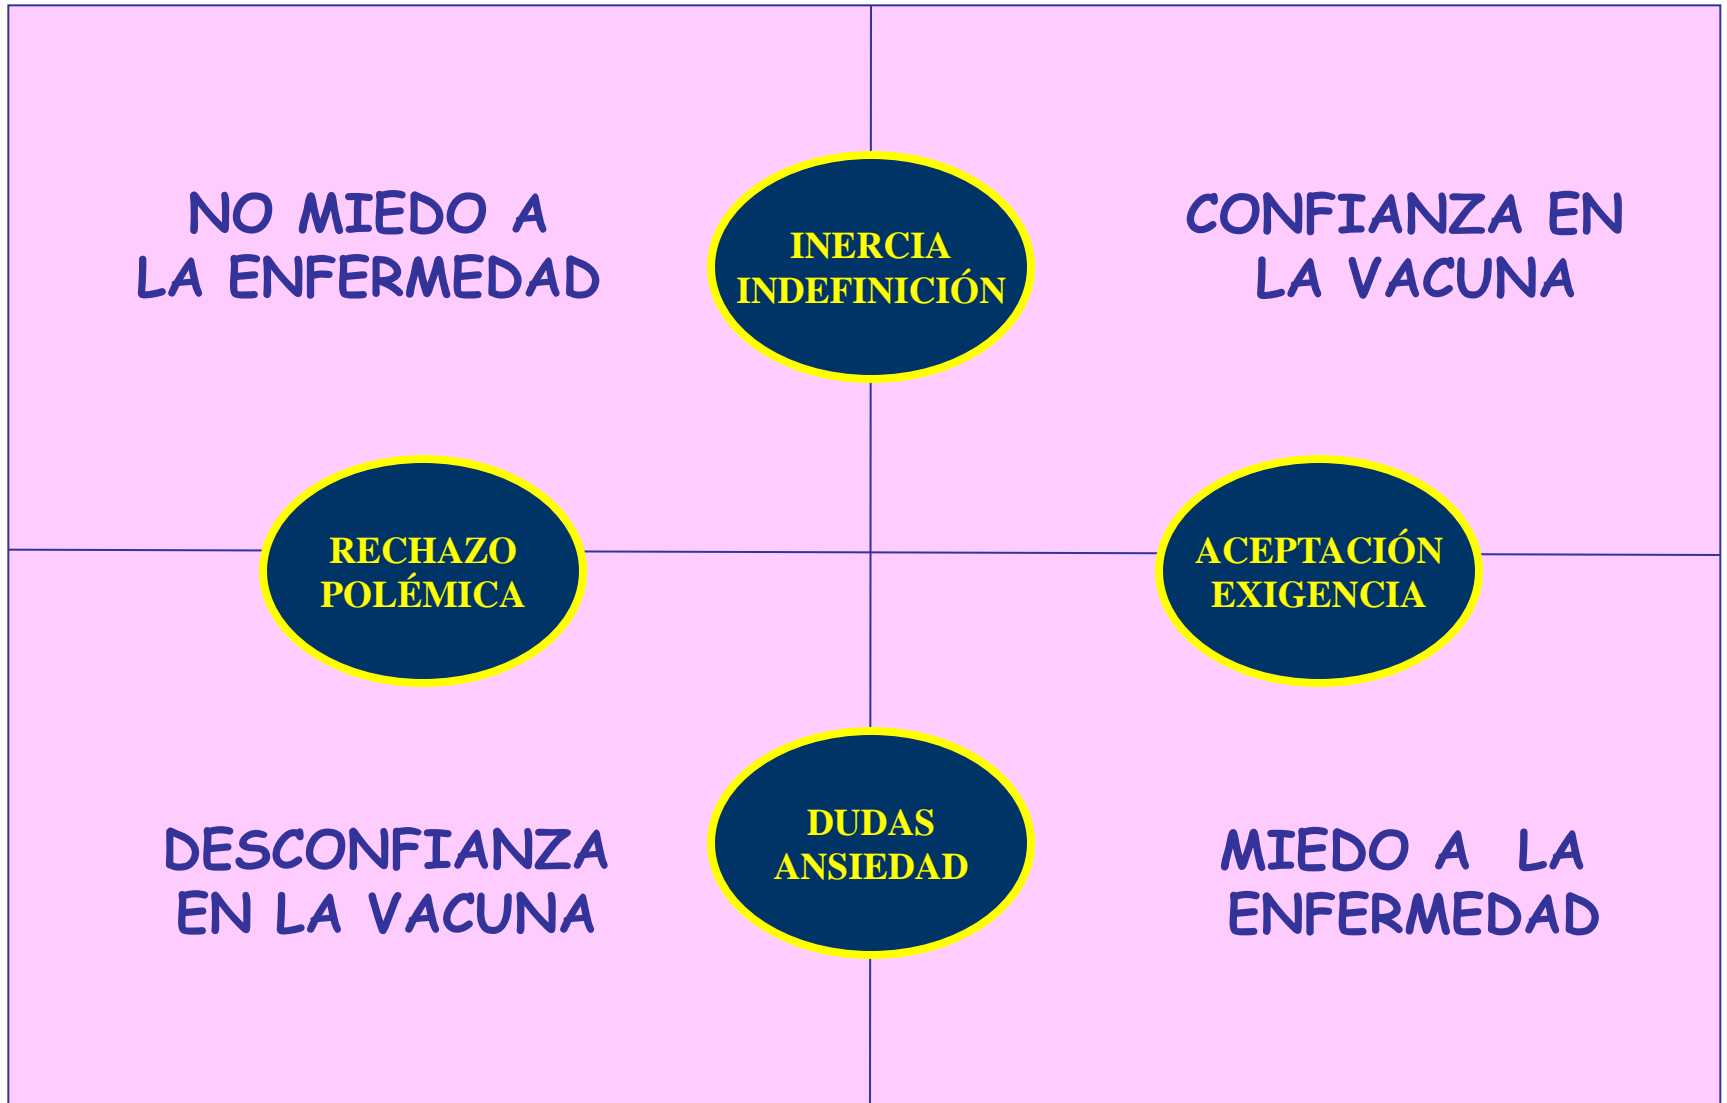 NO MIEDO A
LA ENFERMEDAD
INERCIA
INDEFINICIÓN
CONFIANZA EN
LA VACUNA
RECHAZO
POLÉMICA
ACEPTACIÓN
EXIGENCIA
DESCONFIANZA
EN LA VACUNA
DUDAS
ANSIEDAD
MIEDO A LA
ENFERMEDAD